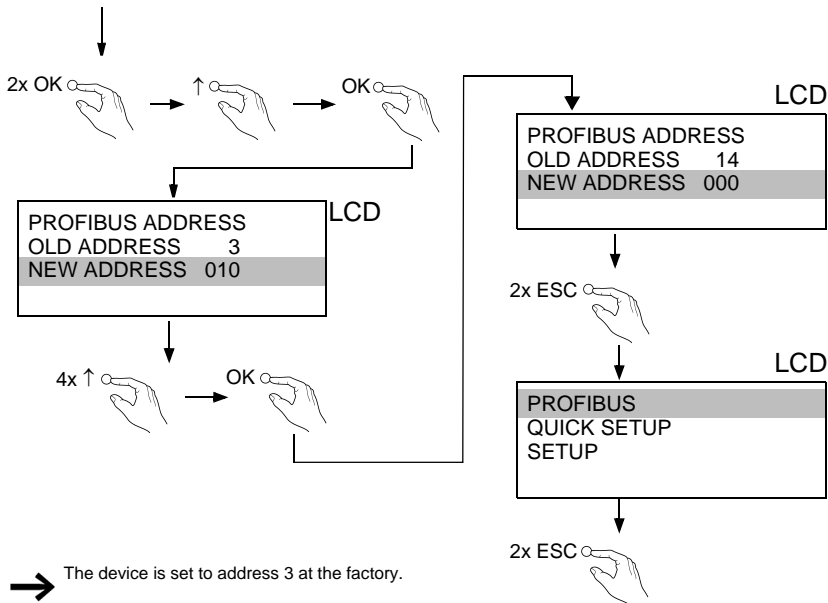 2x OK
↑
OK
LCD
PROFIBUS ADDRESS
OLD ADDRESS 3
NEW ADDRESS 010
4x ↑
OK
LCD
PROFIBUS ADDRESS
OLD ADDRESS 14
NEW ADDRESS 000
2x ESC
LCD
PROFIBUS
QUICK SETUP
SETUP
2x ESC
The device is set to address 3 at the factory.